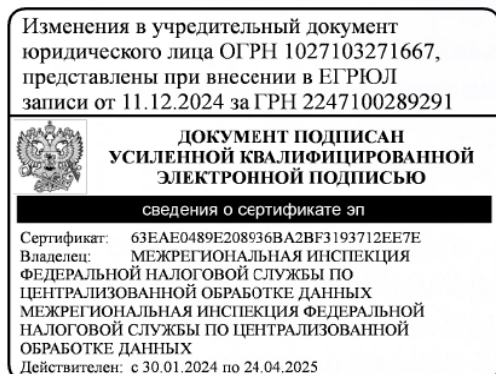 Изменения в учредительный документ
юридического лица ОГРН 1027103271667,
представлены при внесении в ЕГРЮЛ
записи от 11.12.2024 за ГРН 2247100289291
ДОКУМЕНТ ПОДПИСАН
УСИЛЕННОЙ КВАЛИФИЦИРОВАННОЙ
ЭЛЕКТРОННОЙ ПОДПИСЬЮ
сведения о сертификате эп
Сертификат: 63EAE0489E208936BA2BF3193712EE7E
Владелец: МЕЖРЕГИОНАЛЬНАЯ ИНСПЕКЦИЯ
ФЕДЕРАЛЬНОЙ НАЛОГОВОЙ СЛУЖБЫ ПО
ЦЕНТРАЛИЗОВАННОЙ ОБРАБОТКЕ ДАННЫХ
МЕЖРЕГИОНАЛЬНАЯ ИНСПЕКЦИЯ ФЕДЕРАЛЬНОЙ
НАЛОГОВОЙ СЛУЖБЫ ПО ЦЕНТРАЛИЗОВАННОЙ
ОБРАБОТКЕ ДАННЫХ
Действителен: с 30.01.2024 по 24.04.2025